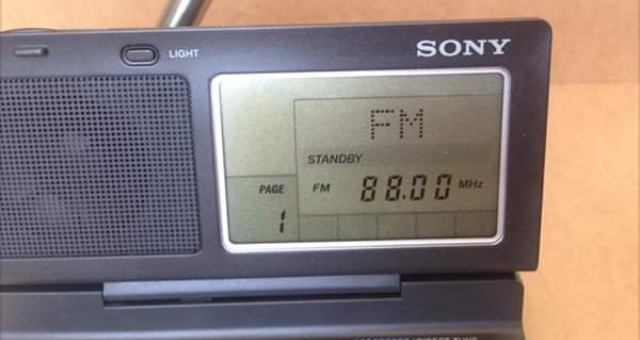 LIGHT
SONY
FM
STANDBY
PAGE
1
FM 88.00 MHz